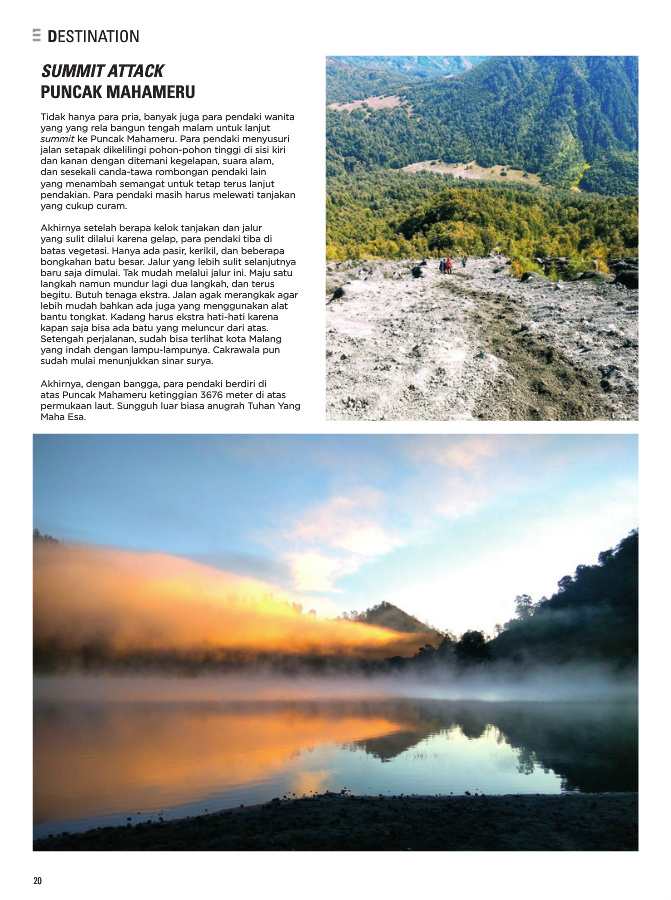 DESTINATION
SUMMIT ATTACK
PUNCAK MAHAMERU
Tidak hanya para pria, banyak juga para pendaki wanita
yang yang rela bangun tengah malam untuk lanjut
summit ke Puncak Mahameru. Para pendaki menyusuri
jalan setapak dikelilingi pohon-pohon tinggi di sisi kiri
dan kanan dengan ditemani kegelapan, suara alam,
dan sesekali canda-tawa rombongan pendaki lain
yang menambah semangat untuk tetap terus lanjut
pendakian. Para pendaki masih harus melewati tanjakan
yang cukup curam.
Akhirnya setelah berapa kelok tanjakan dan jalur
yang sulit dilalui karena gelap, para pendaki tiba di
batas vegetasi. Hanya ada pasir, kerikil, dan beberapa
bongkahan batu besar. Jalur yang lebih sulit selanjutnya
baru saja dimulai. Tak mudah melalui jalur ini. Maju satu
langkah namun mundur lagi dua langkah, dan terus
begitu. Butuh tenaga ekstra. Jalan agak merangkak agar
lebih mudah bahkan ada juga yang menggunakan alat
bantu tongkat. Kadang harus ekstra hati-hati karena
kapan saja bisa ada batu yang meluncur dari atas.
Setengah perjalanan, sudah bisa terlihat kota Malang
yang indah dengan lampu-lampunya. Cakrawala pun
sudah mulai menunjukkan sinar surya.
Akhirnya, dengan bangga, para pendaki berdiri di
atas Puncak Mahameru ketinggian 3676 meter di atas
permukaan laut. Sungguh luar biasa anugrah Tuhan Yang
Maha Esa.
20